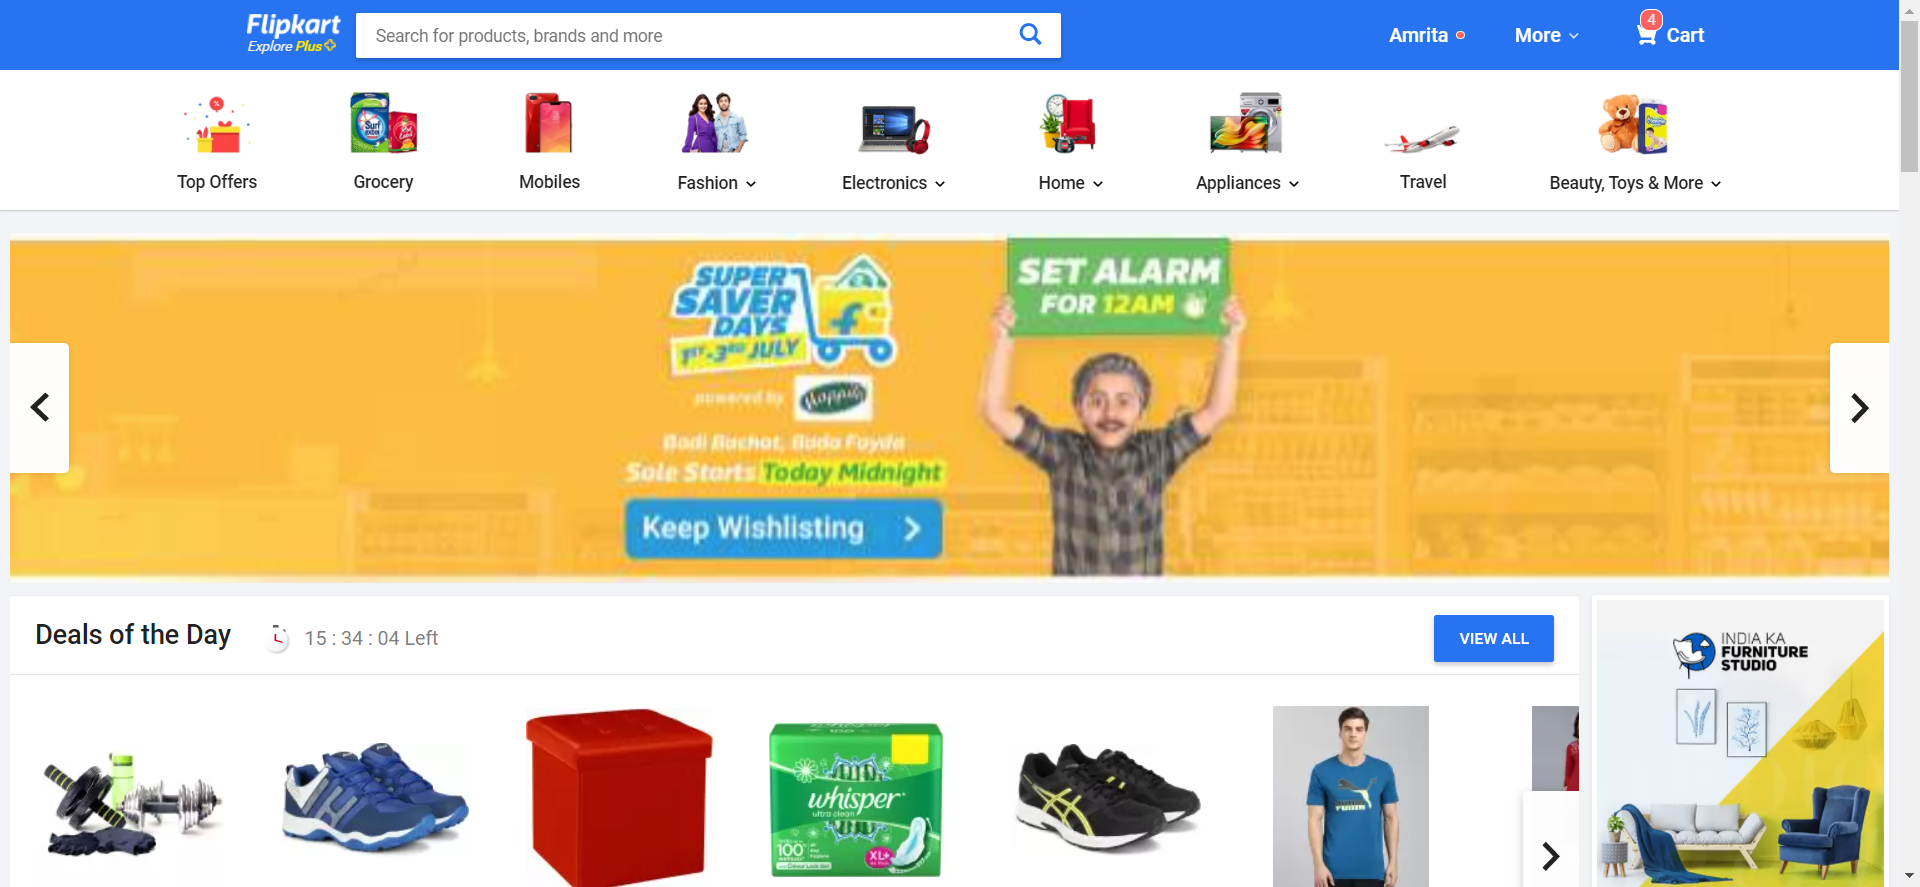 Flipkart
Explore Plus
Search for products, brands and more
Amrita
More
4
Cart
Top Offers
Grocery
Mobiles
Fashion
Electronics
Home
Appliances
Travel
Beauty, Toys & More
SUPER
SAVER
DAYS
1ST-3RD JULY
powered by
Badi Bachat, Bada Fayda
Sale Starts Today Midnight
Keep Wishlisting
SET ALARM
FOR 12AM
Deals of the Day
15 : 34 : 04 Left
VIEW ALL
INDIA KA
FURNITURE
STUDIO
whisper
ultra clean
100%
XL+